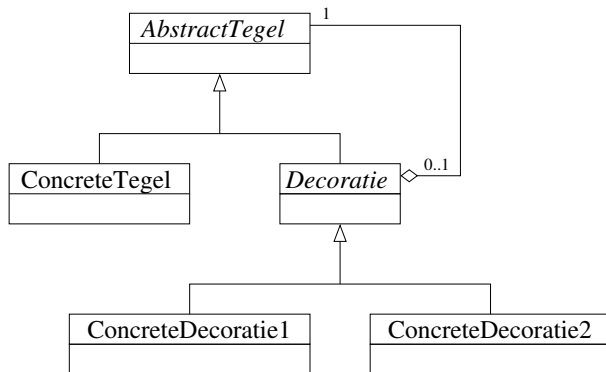 AbstractTegel
1
ConcreteTegel
Decoratie
0..1
ConcreteDecoratie1
ConcreteDecoratie2